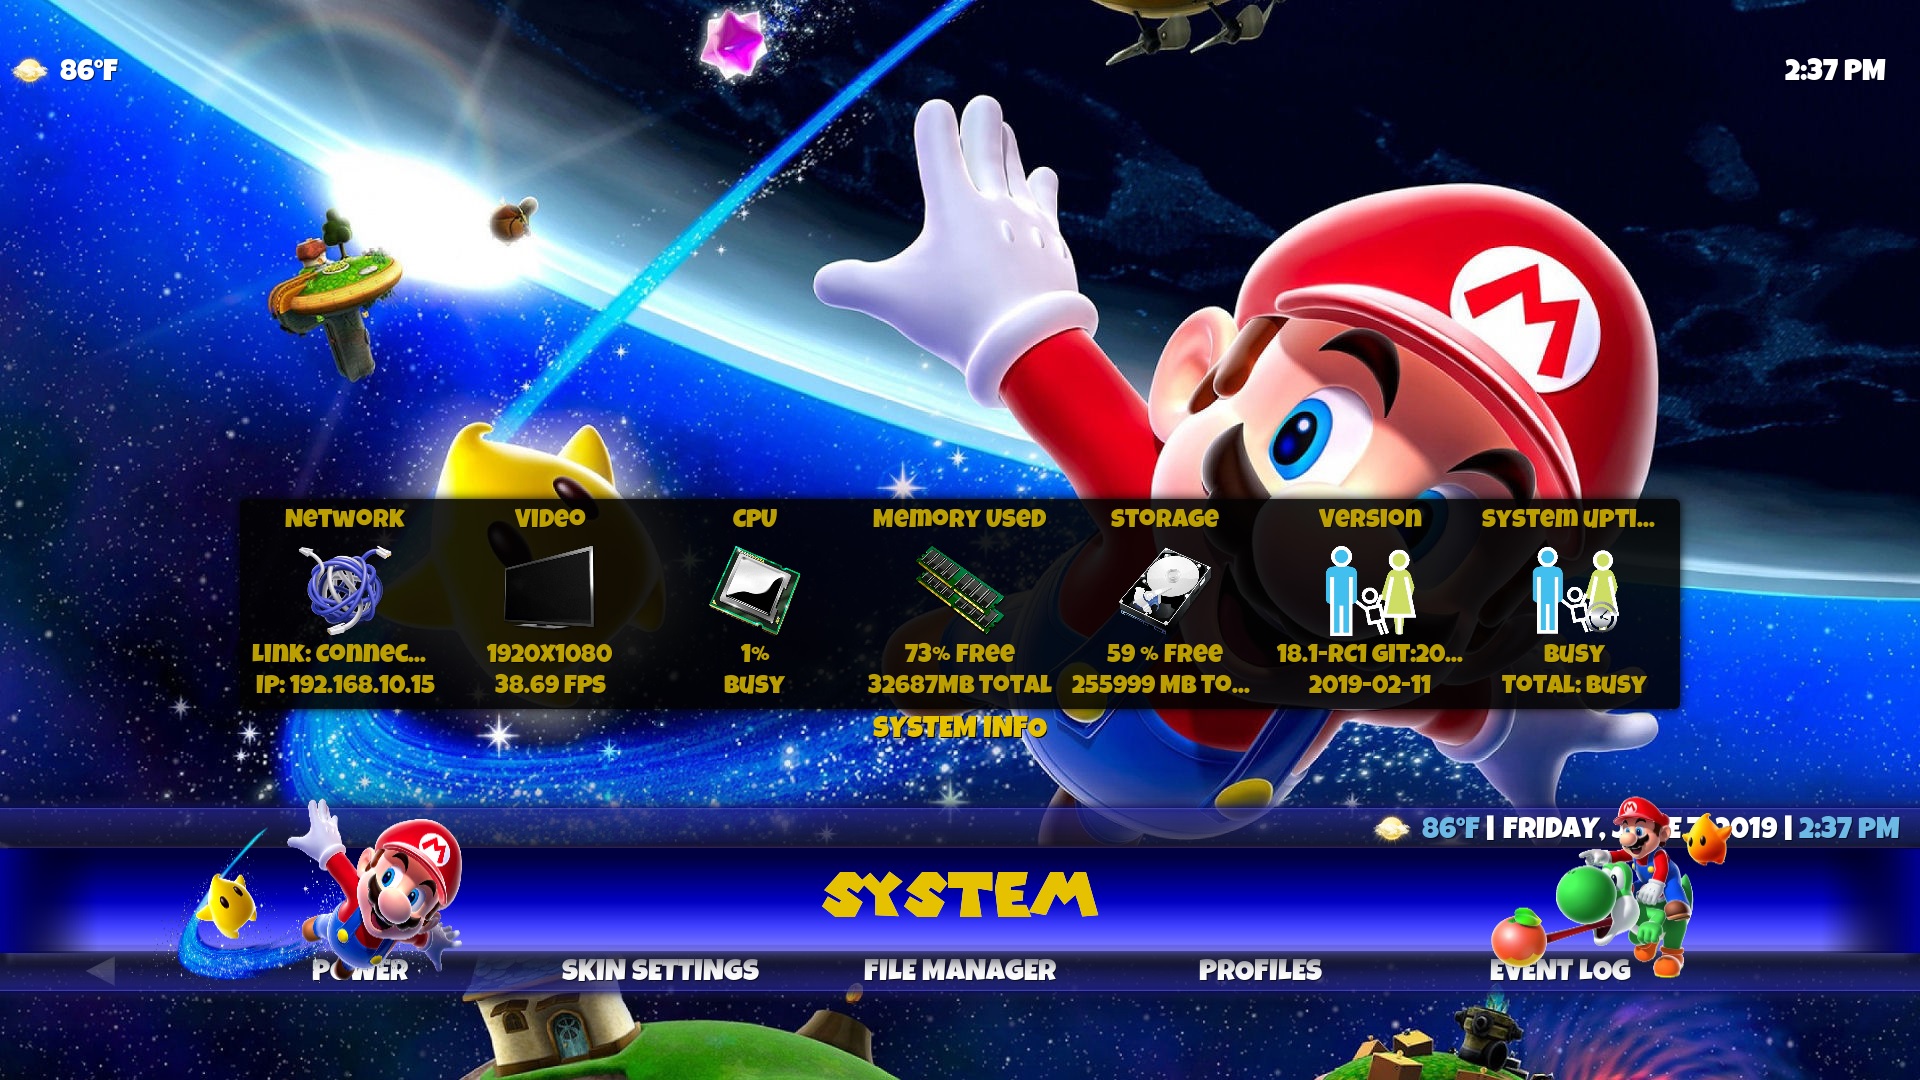 86°F
2:37 PM
NETWORK
VIDEO
CPU
MEMORY USED
STORAGE
VERSION
SYSTEM UPTI...
LINK: CONNEC...
1920X1080
1%
73% FREE
59 % FREE
18.1-RC1 GIT:20...
BUSY
IP: 192.168.10.15
38.69 FPS
BUSY
32687MB TOTAL
255999 MB TO...
2019-02-11
TOTAL: BUSY
SYSTEM INFO
86°F | FRIDAY, 2019 | 2:37 PM
SYSTEM
POWER
SKIN SETTINGS
FILE MANAGER
PROFILES
EVENT LOG